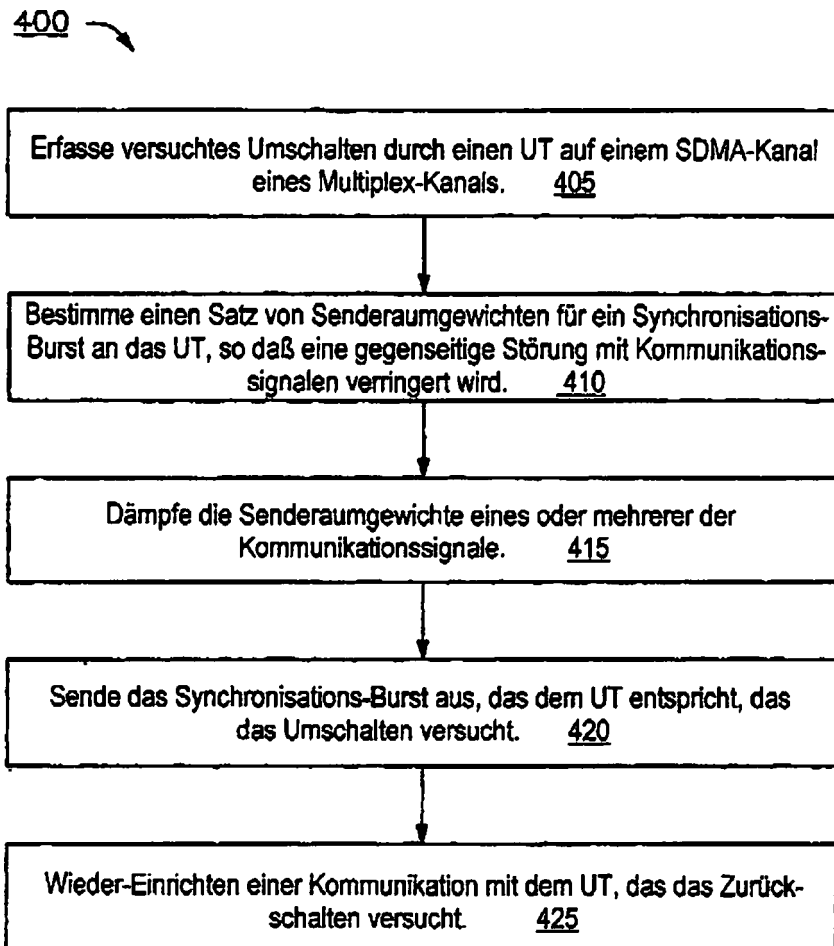 400
Erfasse versuchtes Umschalten durch einen UT auf einem SDMA-Kanal
eines Multiplex-Kanals. 405
Bestimme einen Satz von Senderaumgewichten für ein Synchronisations-
Burst an das UT, so daß eine gegenseitige Störung mit Kommunikations-
signalen verringert wird. 410
Dämpfe die Senderaumgewichte eines oder mehrerer der
Kommunikationssignale. 415
Sende das Synchronisations-Burst aus, das dem UT entspricht, das
das Umschalten versucht. 420
Wieder-Einrichten einer Kommunikation mit dem UT, das das Zurück-
schalten versucht. 425